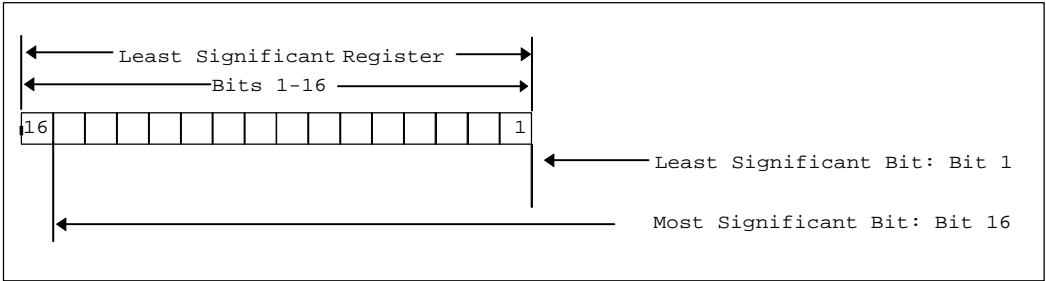 Least Significant Register
Bits 1-16
16 1
Least Significant Bit: Bit 1
Most Significant Bit: Bit 16